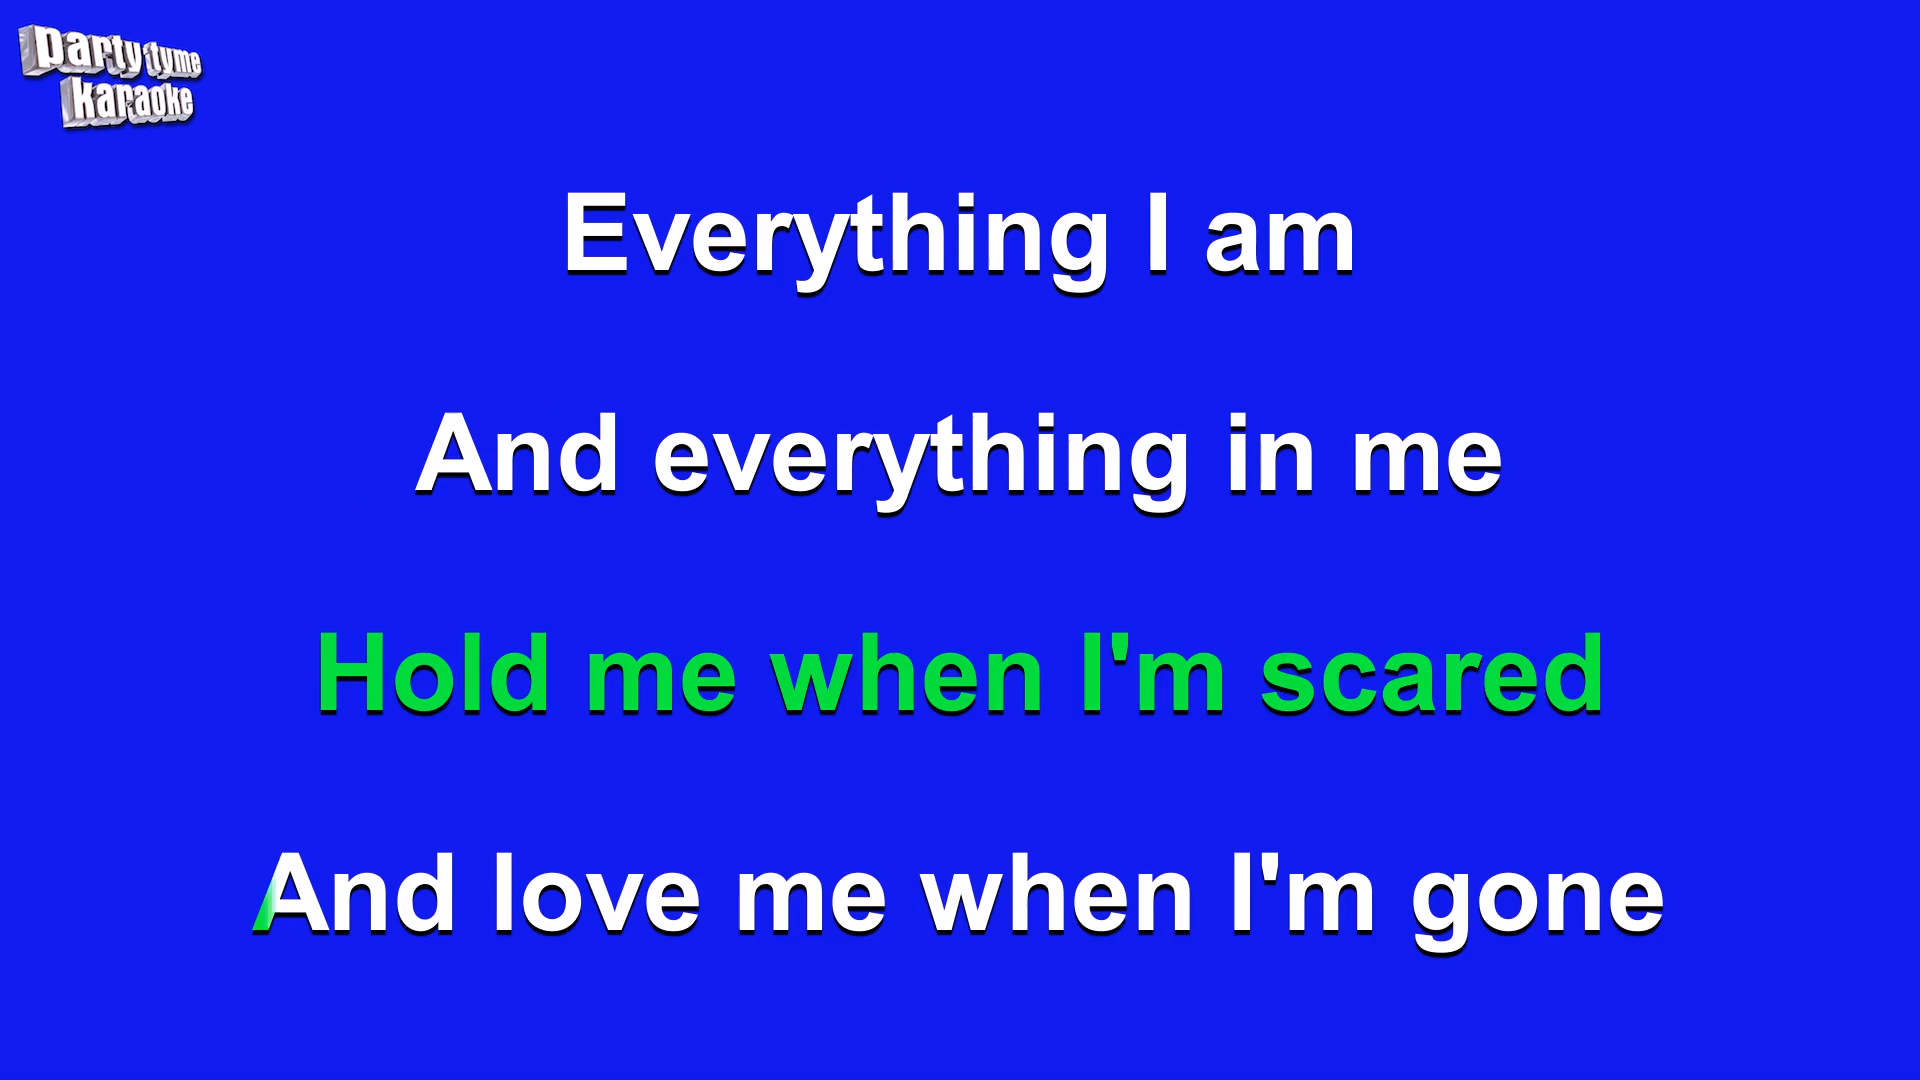 party tyme
karaoke
Everything I am
And everything in me
Hold me when I'm scared
And love me when I'm gone